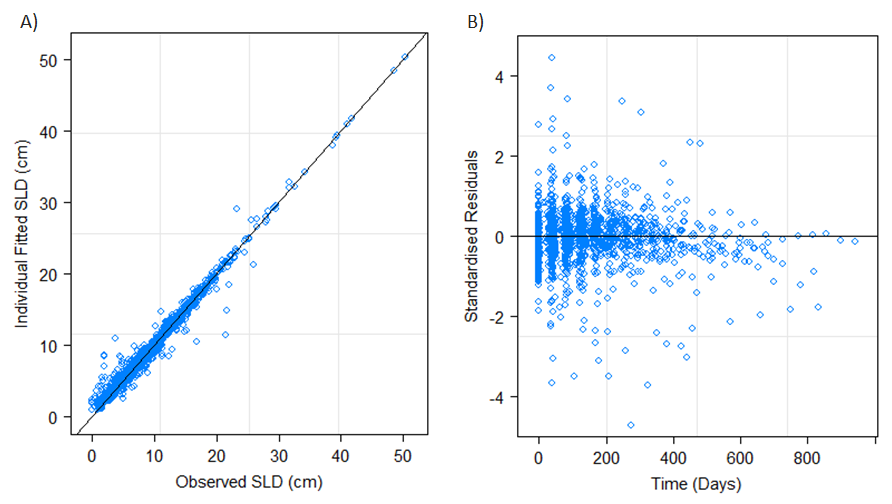 A)
B)
50
40
30
20
10
0
0 10 20 30 40 50
Individual Fitted SLD (cm)
Observed SLD (cm)
4
2
0
-2
-4
0 200 400 600 800
Standardised Residuals
Time (Days)